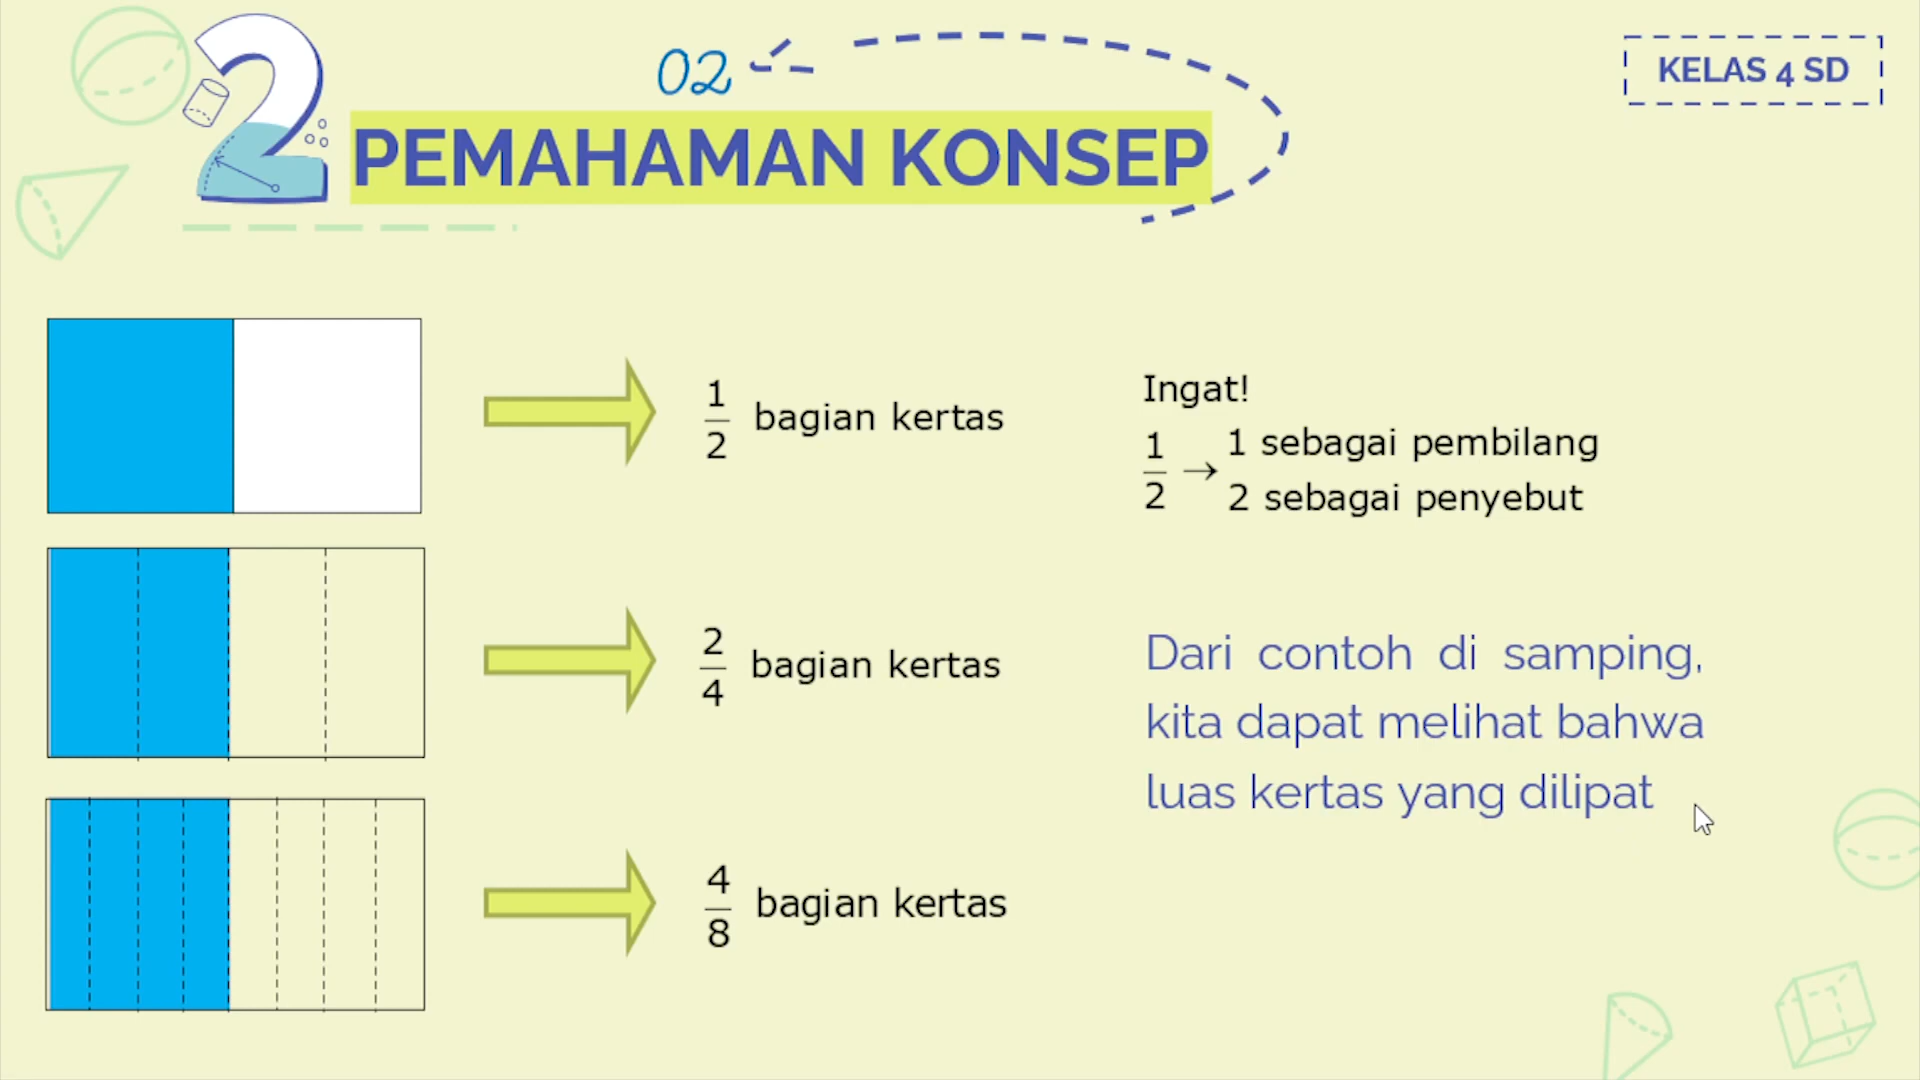 2
02
PEMAHAMAN KONSEP
KELAS 4 SD
1/2 bagian kertas
Ingat!
1/2 → 1 sebagai pembilang
2 sebagai penyebut
2/4 bagian kertas
Dari contoh di samping,
kita dapat melihat bahwa
luas kertas yang dilipat
4/8 bagian kertas